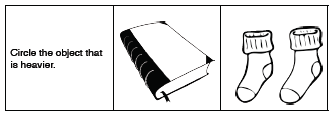 Circle the object that
is heavier.